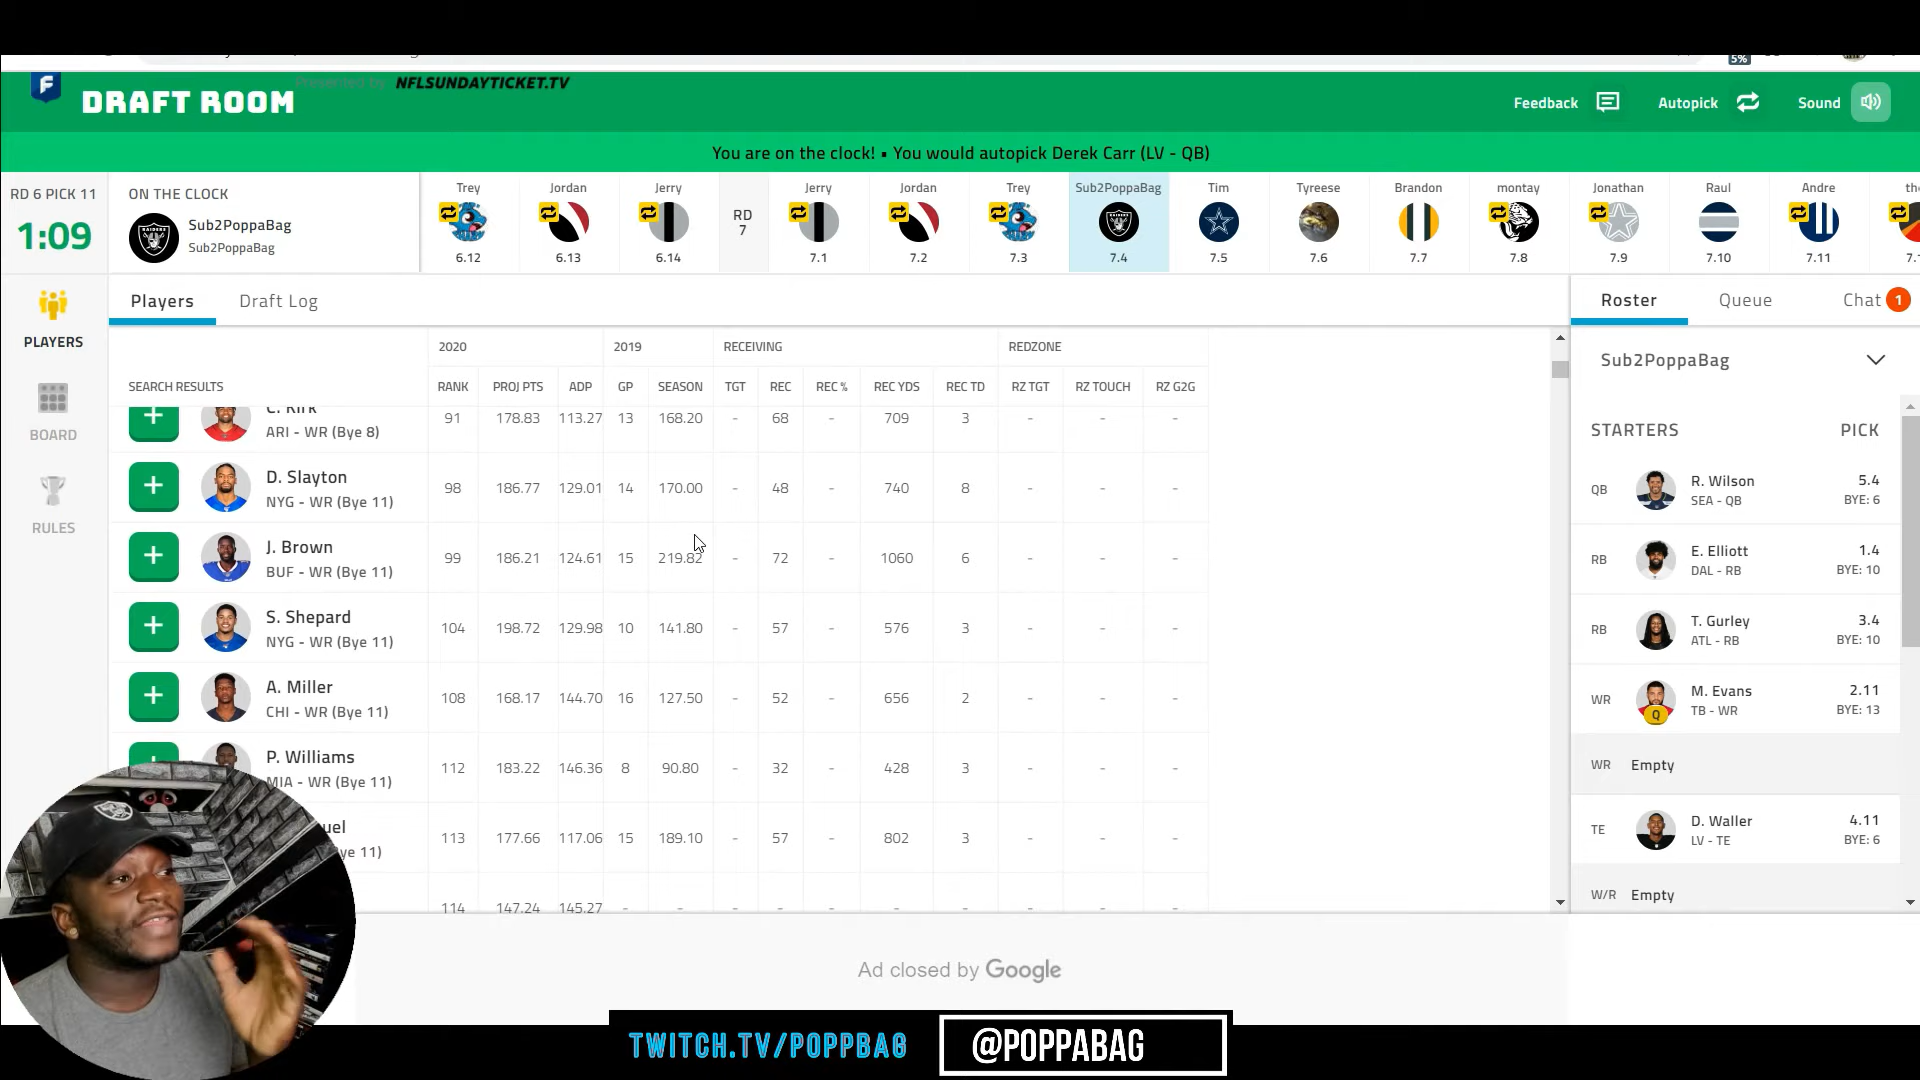 5%
Presented by NFLSUNDAYTICKET.TV
F
DRAFT ROOM
Feedback
Autopick
Sound
You are on the clock! • You would autopick Derek Carr (LV - QB)
RD 6 PICK 11
1:09
ON THE CLOCK
Sub2PoppaBag
Sub2PoppaBag
Trey
6.12
Jordan
6.13
Jerry
6.14
RD
7
Jerry
7.1
Jordan
7.2
Trey
7.3
Sub2PoppaBag
7.4
Tim
7.5
Tyreese
7.6
Brandon
7.7
montay
7.8
Jonathan
7.9
Raul
7.10
Andre
7.11
PLAYERS
BOARD
RULES
Players Draft Log
2020 2019 RECEIVING REDZONE
SEARCH RESULTS RANK PROJ PTS ADP GP SEASON TGT REC REC % REC YDS REC TD RZ TGT RZ TOUCH RZ G2G
C. Kirk
ARI - WR (Bye 8)
91 178.83 113.27 13 168.20 - 68 - 709 3 - - -
D. Slayton
NYG - WR (Bye 11)
98 186.77 129.01 14 170.00 - 48 - 740 8 - - -
J. Brown
BUF - WR (Bye 11)
99 186.21 124.61 15 219.82 - 72 - 1060 6 - - -
S. Shepard
NYG - WR (Bye 11)
104 198.72 129.98 10 141.80 - 57 - 576 3 - - -
A. Miller
CHI - WR (Bye 11)
108 168.17 144.70 16 127.50 - 52 - 656 2 - - -
P. Williams
MIA - WR (Bye 11)
112 183.22 146.36 8 90.80 - 32 - 428 3 - - -
uel
ye 11)
113 177.66 117.06 15 189.10 - 57 - 802 3 - - -
114 147.24 145.27 - - - - - - - - - -
Roster Queue Chat 1
Sub2PoppaBag
STARTERS PICK
QB R. Wilson 5.4
SEA - QB BYE: 6
RB E. Elliott 1.4
DAL - RB BYE: 10
RB T. Gurley 3.4
ATL - RB BYE: 10
WR M. Evans 2.11
Q TB - WR BYE: 13
WR Empty
TE D. Waller 4.11
LV - TE BYE: 6
W/R Empty
Ad closed by Google
TWITCH.TV/POPPBAG
@POPPABAG